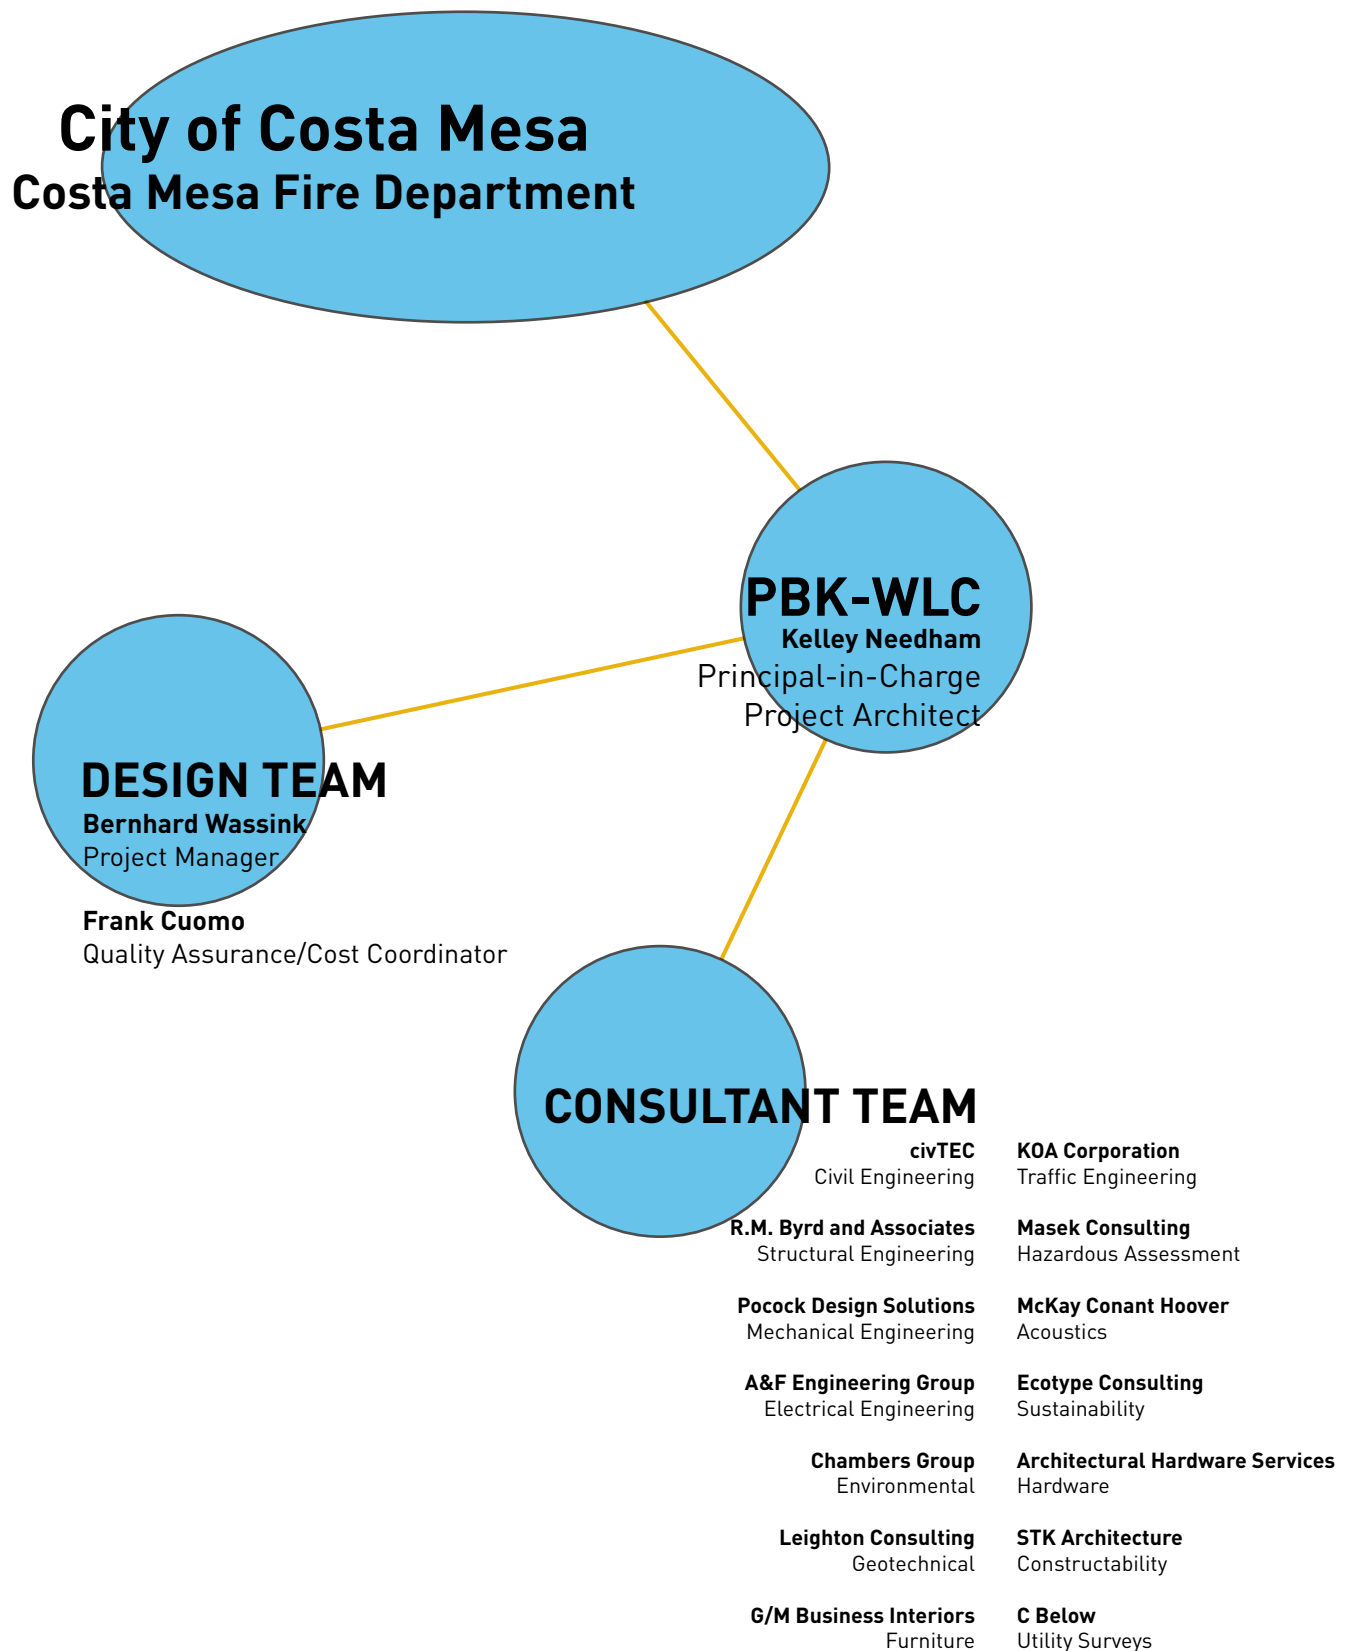 City of Costa Mesa
Costa Mesa Fire Department
PBK-WLC
Kelley Needham
Principal-in-Charge
Project Architect
DESIGN TEAM
Bernhard Wassink
Project Manager
Frank Cuomo
Quality Assurance/Cost Coordinator
CONSULTANT TEAM
civTEC
Civil Engineering
R.M. Byrd and Associates
Structural Engineering
Pocock Design Solutions
Mechanical Engineering
A&F Engineering Group
Electrical Engineering
Chambers Group
Environmental
Leighton Consulting
Geotechnical
G/M Business Interiors
Furniture
KOA Corporation
Traffic Engineering
Masek Consulting
Hazardous Assessment
McKay Conant Hoover
Acoustics
Ecotype Consulting
Sustainability
Architectural Hardware Services
Hardware
STK Architecture
Constructability
C Below
Utility Surveys